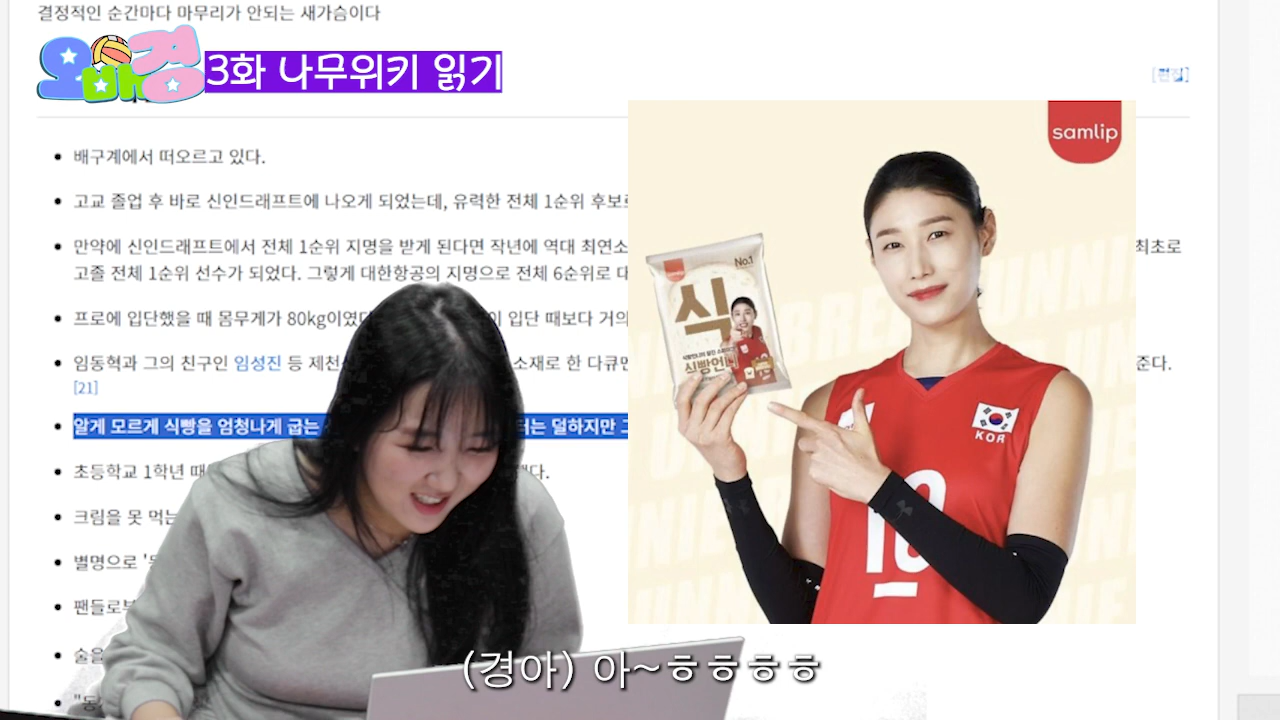 결정적인 순간마다 마무리가 안되는 새가슴이다
오바경 3화 나무위키 읽기
[편집]
samlip
배구계에서 떠오르고 있다.
고교 졸업 후 바로 신인드래프트에 나오게 되었는데, 유력한 전체 1순위 후보
만약에 신인드래프트에서 전체 1순위 지명을 받게 된다면 작년에 역대 최연소 최초로
고졸 전체 1순위 선수가 되었다. 그렇게 대한항공의 지명으로 전체 6순위로
프로에 입단했을 때 몸무게가 80kg이였 입단 때보다 거의
임동혁과 그의 친구인 임성진 등 제천 소재로 한 준다.
[21]
알게 모르게 식빵을 엄청나게 굽는 는 덜하지만
초등학교 1학년 때
크림을 못 먹는
별명으로
팬들로부
술을
No.1
식
식빵언니
KOR
10
(경아) 아~ㅎㅎㅎㅎ